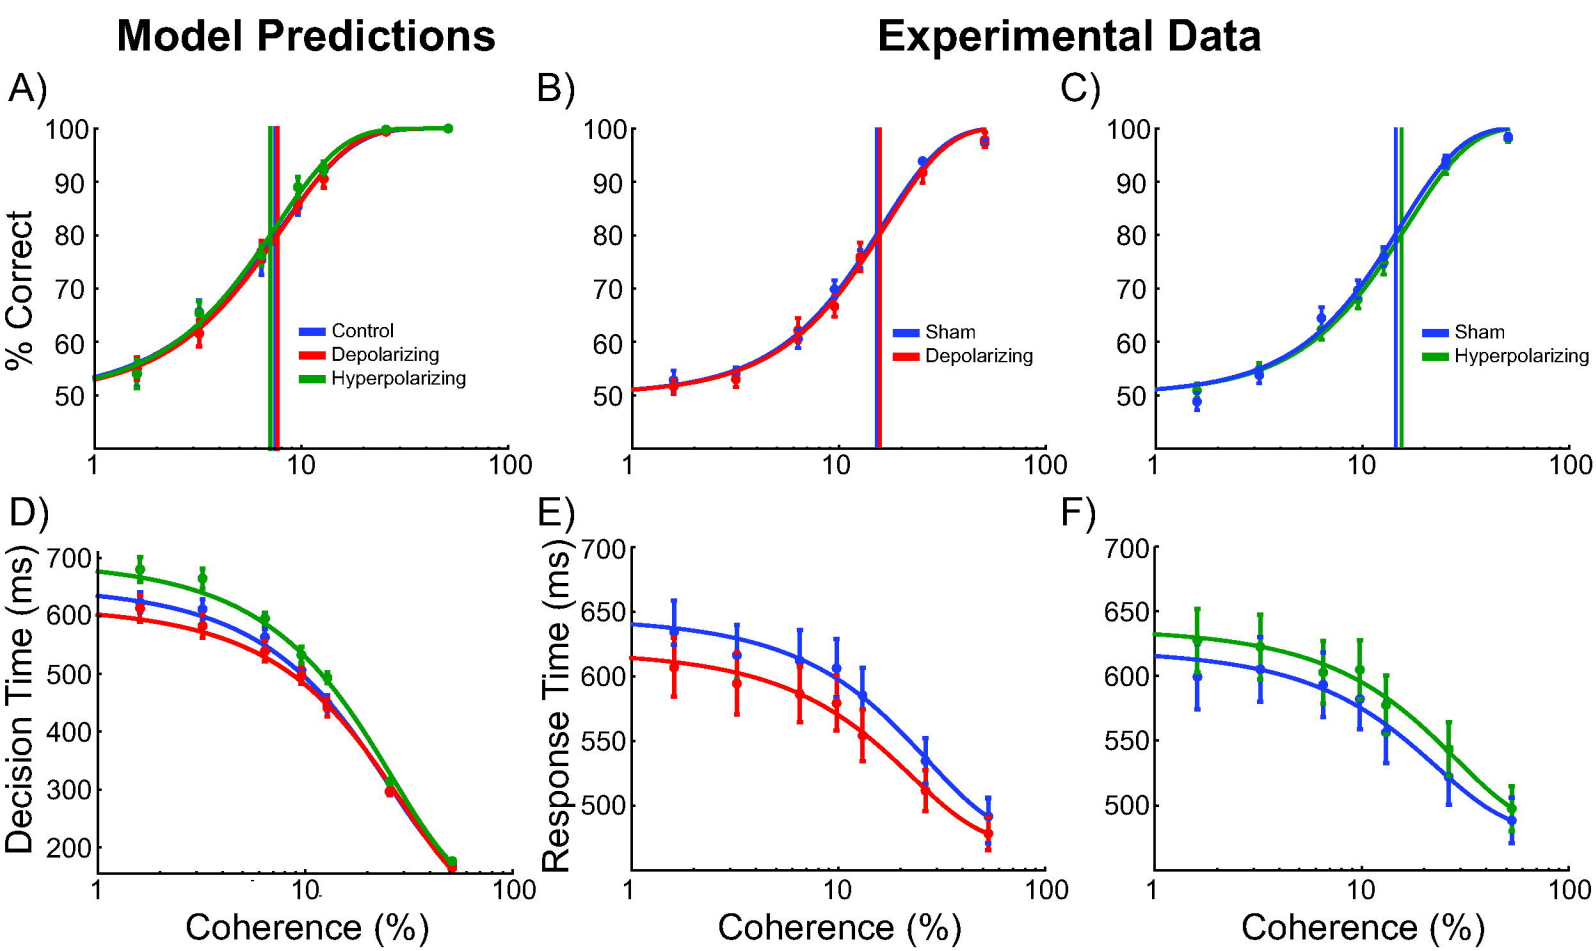 Model Predictions
Experimental Data
A)
% Correct
100
90
80
70
60
50
1
10
100
Control
Depolarizing
Hyperpolarizing
B)
100
90
80
70
60
50
1
10
100
Sham
Depolarizing
C)
100
90
80
70
60
50
1
10
100
Sham
Hyperpolarizing
D)
Decision Time (ms)
700
600
500
400
300
200
1
10
100
Coherence (%)
E)
Response Time (ms)
700
650
600
550
500
1
10
100
Coherence (%)
F)
700
650
600
550
500
1
10
100
Coherence (%)